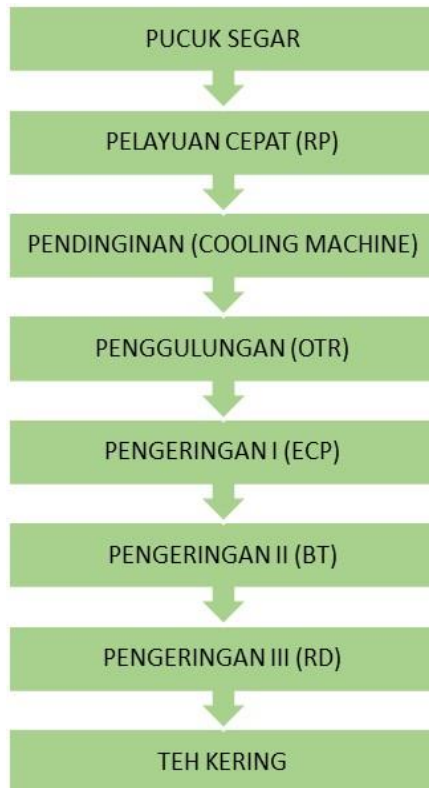 PUCUK SEGAR
PELAYUAN CEPAT (RP)
PENDINGINAN (COOLING MACHINE)
PENGGULUNGAN (OTR)
PENGERINGAN I (ECP)
PENGERINGAN II (BT)
PENGERINGAN III (RD)
TEH KERING